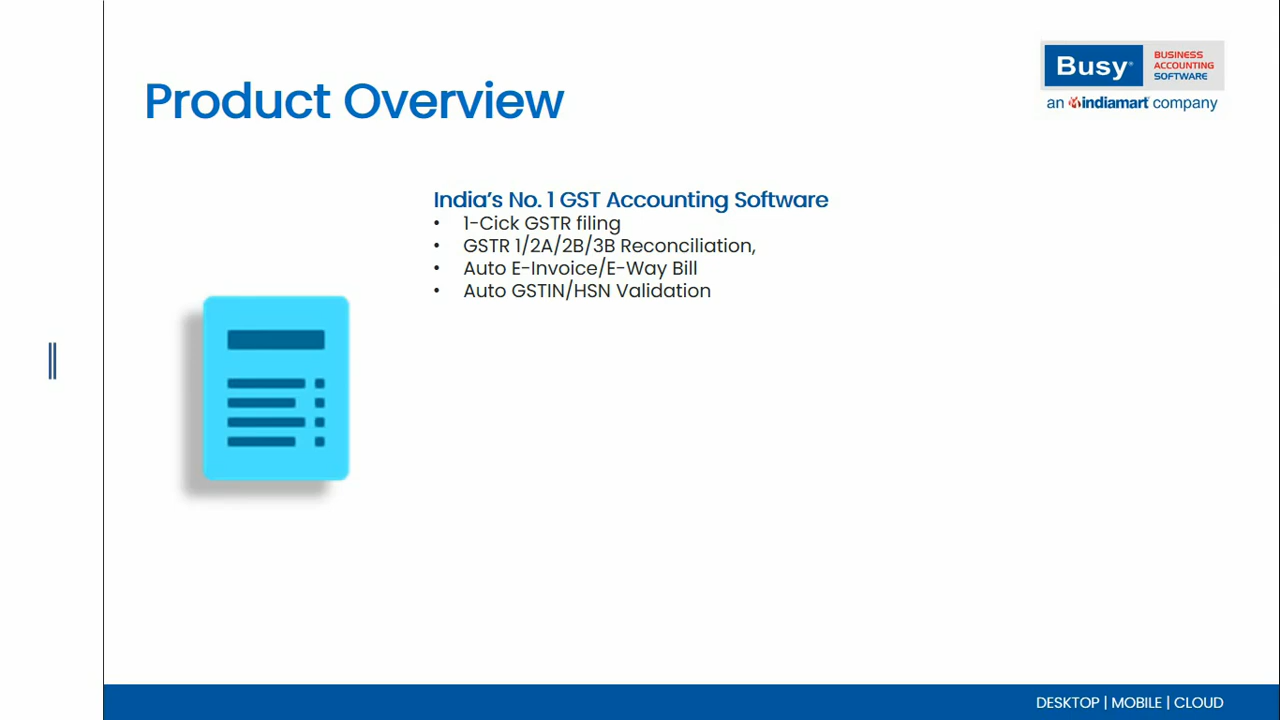 Product Overview
Busy
BUSINESS
ACCOUNTING
SOFTWARE
an indiamart company
India's No. 1 GST Accounting Software
• 1-Cick GSTR filing
• GSTR 1/2A/2B/3B Reconciliation,
• Auto E-Invoice/E-Way Bill
• Auto GSTIN/HSN Validation
DESKTOP | MOBILE | CLOUD